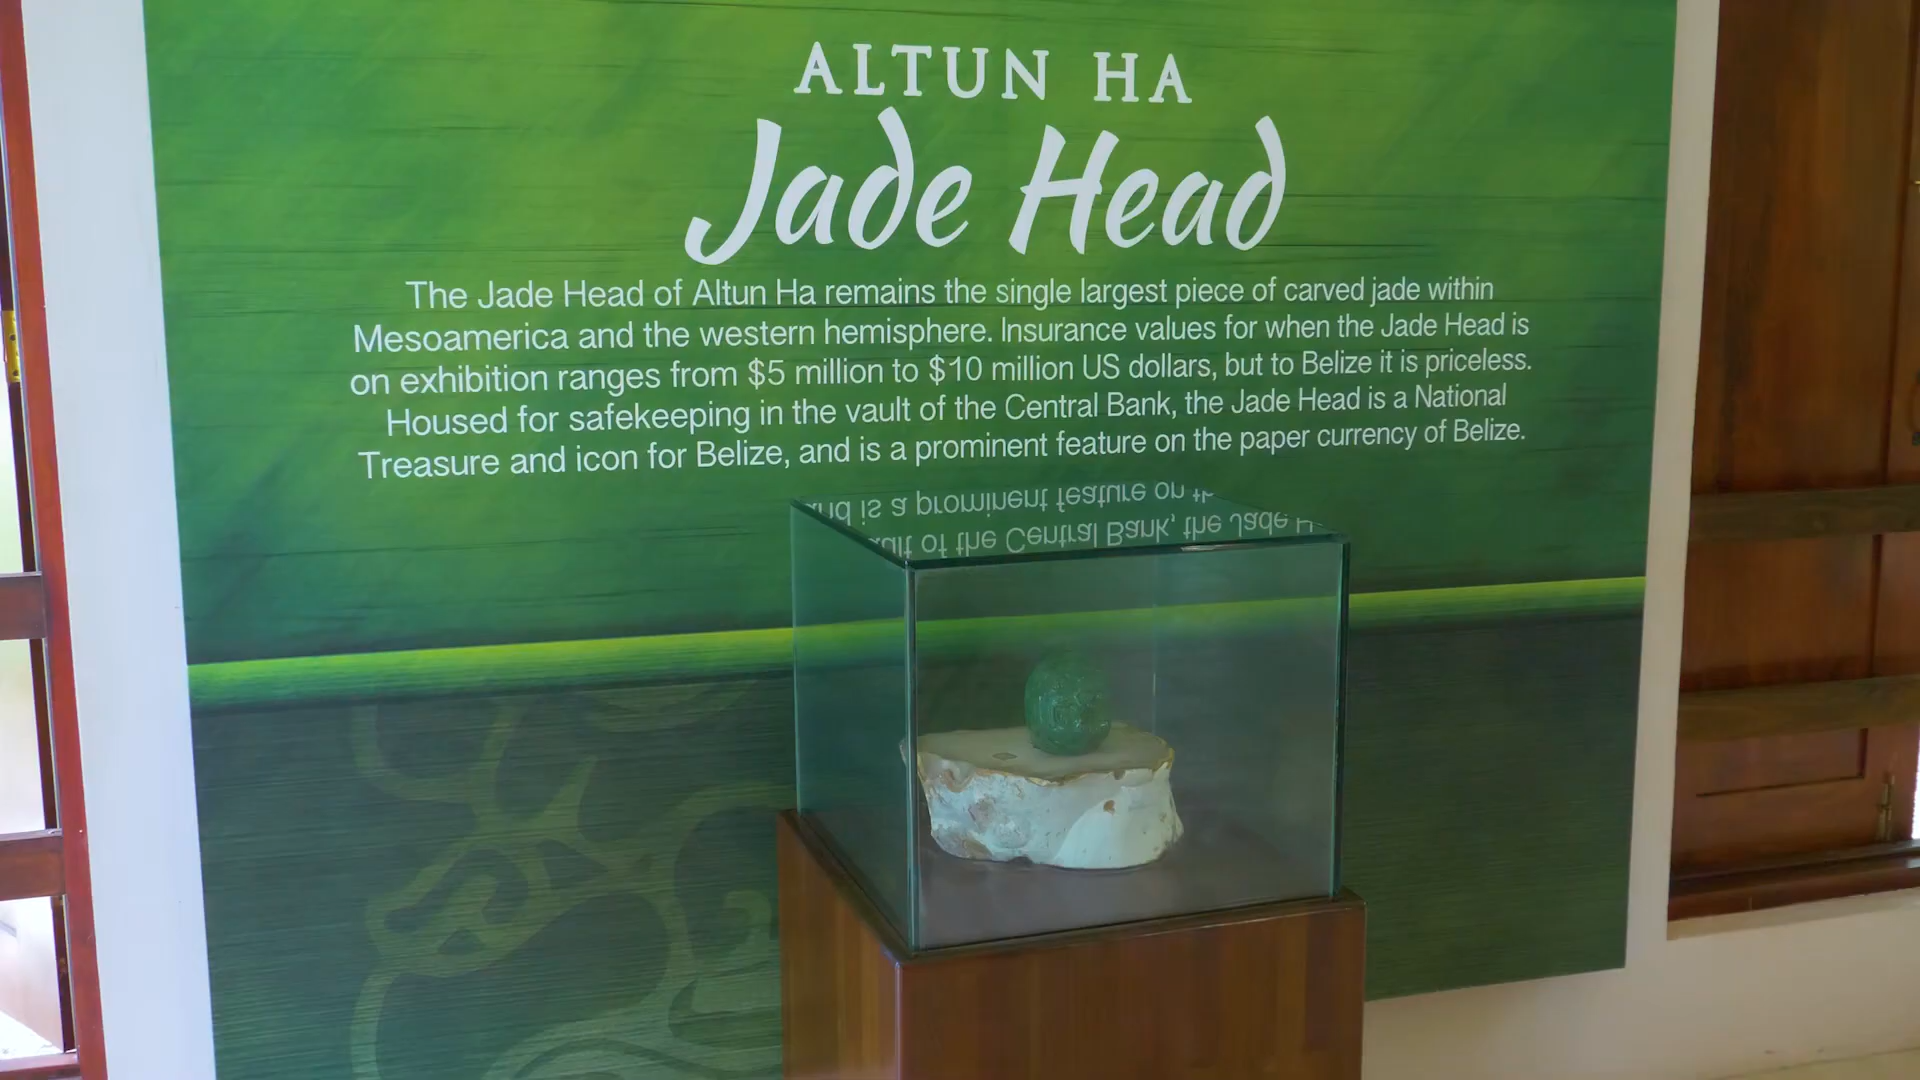 ALTUN HA
Jade Head
The Jade Head of Altun Ha remains the single largest piece of carved jade within
Mesoamerica and the western hemisphere. Insurance values for when the Jade Head is
on exhibition ranges from $5 million to $10 million US dollars, but to Belize it is priceless.
Housed for safekeeping in the vault of the Central Bank, the Jade Head is a National
Treasure and icon for Belize, and is a prominent feature on the paper currency of Belize.